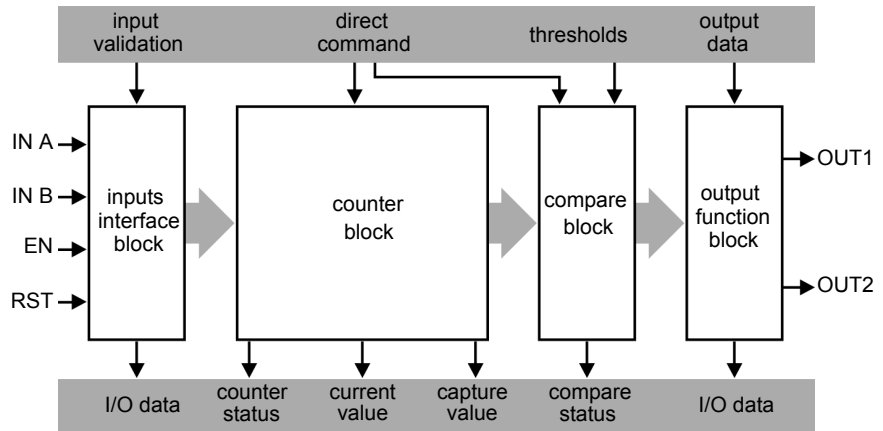 input
validation
direct
command
thresholds
output
data
IN A
IN B
EN
RST
inputs
interface
block
counter
block
compare
block
output
function
block
OUT1
OUT2
I/O data
counter
status
current
value
capture
value
compare
status
I/O data